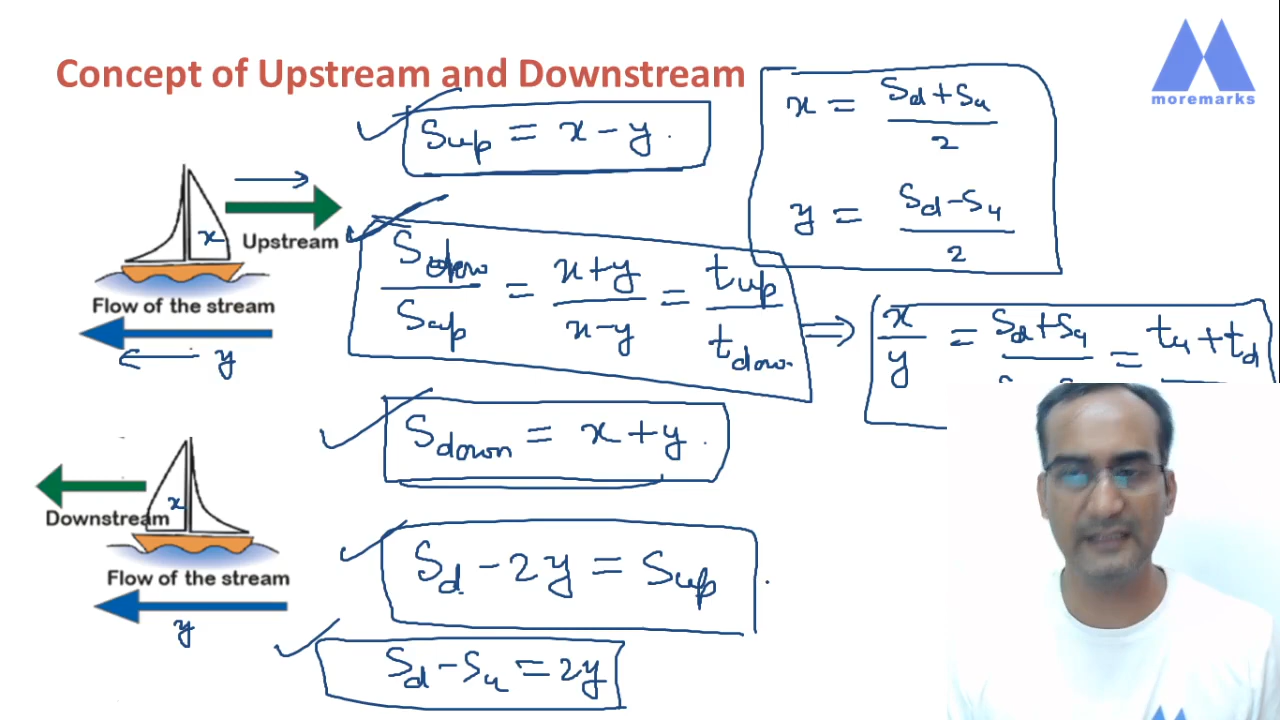 Concept of Upstream and Downstream
moremarks
Sup = x - y.
x = Sd + Su / 2
y = Sd - Su / 2
x
Upstream
Flow of the stream
y
Sdown / Sup = x+y / x-y = tup / tdown
⇒ x / y = Sd + Su = tu + td
Sdown = x + y.
x
Downstream
Flow of the stream
y
Sd - 2y = Sup.
Sd - Su = 2y